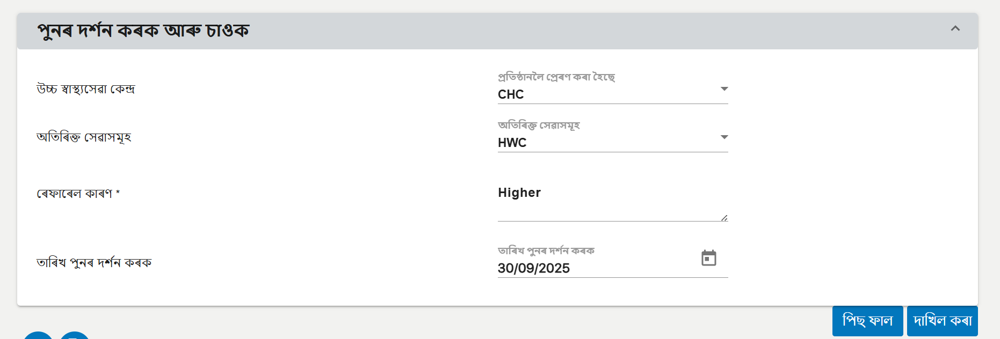 পুনৰ দৰ্শন কৰক আৰু চাওক
উচ্চ স্বাস্থ্যসেৱা কেন্দ্ৰ
প্ৰতিষ্ঠানলৈ প্ৰেৰণ কৰা হৈছে
CHC
অতিৰিক্ত সেৱাসমূহ
অতিৰিক্ত সেৱাসমূহ
HWC
ৰেফাৰেল কাৰণ *
Higher
তাৰিখ পুনৰ দৰ্শন কৰক
তাৰিখ পুনৰ দৰ্শন কৰক
30/09/2025
পিছ ফাল
দাখিল কৰা